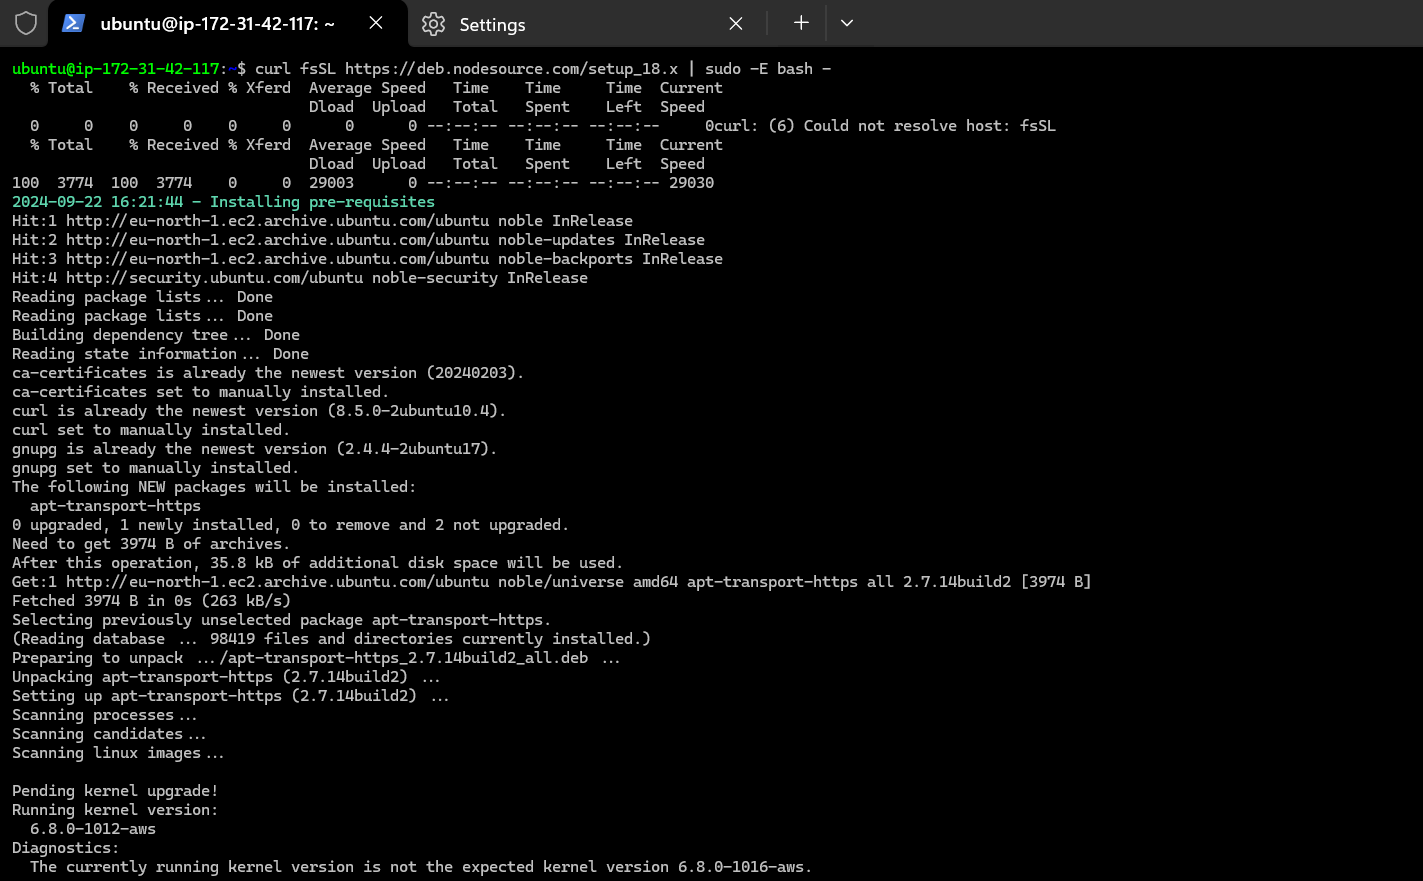 ubuntu@ip-172-31-42-117: ~
Settings
ubuntu@ip-172-31-42-117:~$ curl fsSL https://deb.nodesource.com/setup_18.x | sudo -E bash -
  % Total    % Received % Xferd  Average Speed   Time    Time     Time  Current
                                 Dload  Upload   Total   Spent    Left  Speed
  0     0    0     0    0     0      0      0 --:--:-- --:--:-- --:--:--     0curl: (6) Could not resolve host: fsSL
  % Total    % Received % Xferd  Average Speed   Time    Time     Time  Current
                                 Dload  Upload   Total   Spent    Left  Speed
100  3774  100  3774    0     0  29003      0 --:--:-- --:--:-- --:--:-- 29030
2024-09-22 16:21:44 - Installing pre-requisites
Hit:1 http://eu-north-1.ec2.archive.ubuntu.com/ubuntu noble InRelease
Hit:2 http://eu-north-1.ec2.archive.ubuntu.com/ubuntu noble-updates InRelease
Hit:3 http://eu-north-1.ec2.archive.ubuntu.com/ubuntu noble-backports InRelease
Hit:4 http://security.ubuntu.com/ubuntu noble-security InRelease
Reading package lists... Done
Reading package lists... Done
Building dependency tree... Done
Reading state information... Done
ca-certificates is already the newest version (20240203).
ca-certificates set to manually installed.
curl is already the newest version (8.5.0-2ubuntu10.4).
curl set to manually installed.
gnupg is already the newest version (2.4.4-2ubuntu17).
gnupg set to manually installed.
The following NEW packages will be installed:
  apt-transport-https
0 upgraded, 1 newly installed, 0 to remove and 2 not upgraded.
Need to get 3974 B of archives.
After this operation, 35.8 kB of additional disk space will be used.
Get:1 http://eu-north-1.ec2.archive.ubuntu.com/ubuntu noble/universe amd64 apt-transport-https all 2.7.14build2 [3974 B]
Fetched 3974 B in 0s (263 kB/s)
Selecting previously unselected package apt-transport-https.
(Reading database ... 98419 files and directories currently installed.)
Preparing to unpack .../apt-transport-https_2.7.14build2_all.deb ...
Unpacking apt-transport-https (2.7.14build2) ...
Setting up apt-transport-https (2.7.14build2) ...
Scanning processes...
Scanning candidates...
Scanning linux images...
Pending kernel upgrade!
Running kernel version:
  6.8.0-1012-aws
Diagnostics:
  The currently running kernel version is not the expected kernel version 6.8.0-1016-aws.